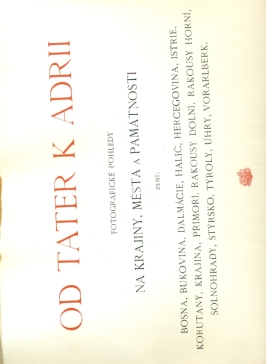 OD TATER K ADRII
FOTOGRAFICKÉ POHLEDY
NA KRAJINY, MĚSTA A PAMÁTNOSTI
ZEMÍ:
BOSNA, BUKOVINA, DALMÁCIE, HALIČ, HERCEGOVINA, ISTRIE,
KORUTANY, KRAJINA, PŘÍMOŘÍ, RAKOUSY DOLNÍ, RAKOUSY HORNÍ,
SOLNOHRADY, STYRSKO, TYROLY, UHRY, VORARLBERK.